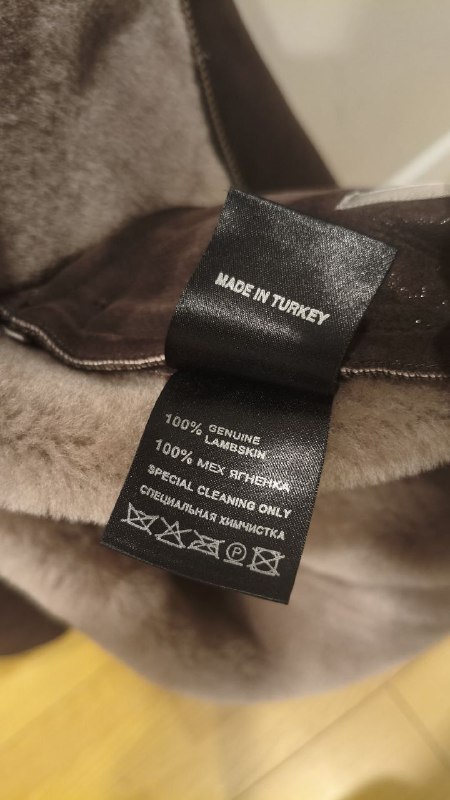 MADE IN TURKEY
100% GENUINE LAMBSKIN
100% МЕХ ЯГНЕНКА
SPECIAL CLEANING ONLY
СПЕЦИАЛЬНАЯ ХИМЧИСТКА
P